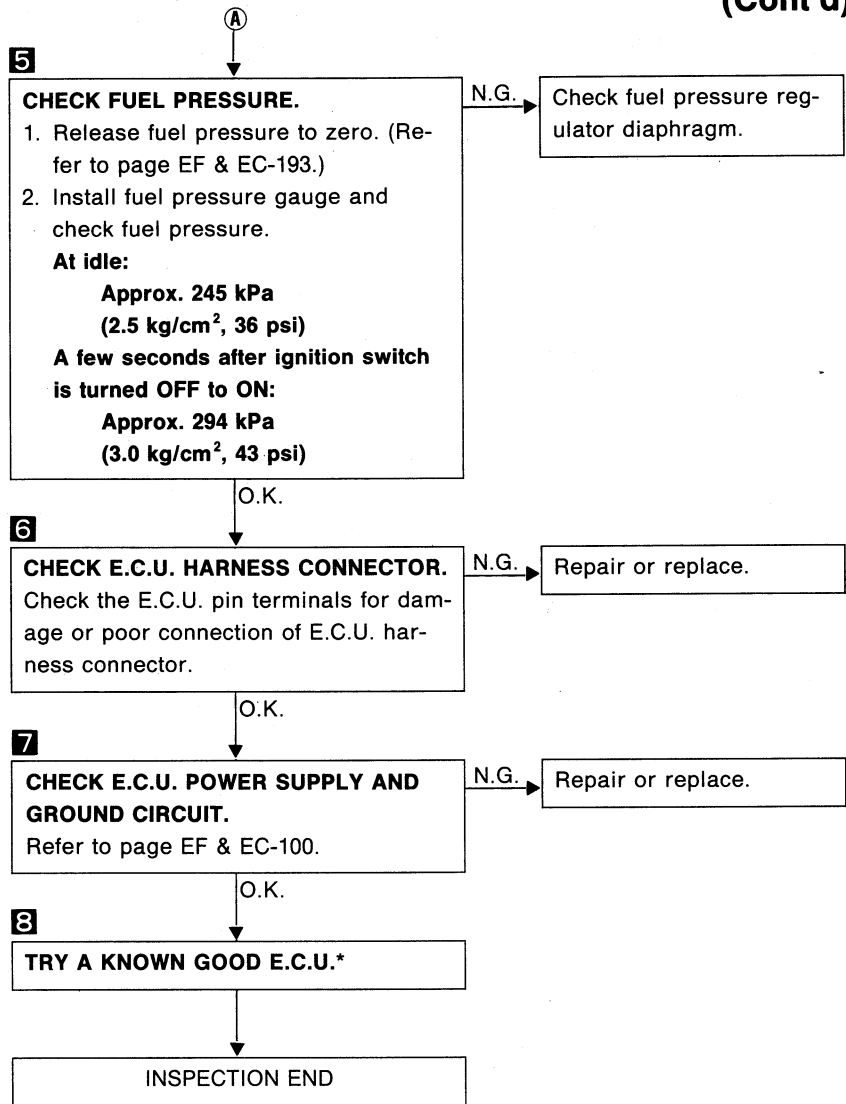 (Cont'd)
A
5
CHECK FUEL PRESSURE.
1. Release fuel pressure to zero. (Re-
fer to page EF & EC-193.)
2. Install fuel pressure gauge and
check fuel pressure.
At idle:
Approx. 245 kPa
(2.5 kg/cm², 36 psi)
A few seconds after ignition switch
is turned OFF to ON:
Approx. 294 kPa
(3.0 kg/cm², 43 psi)
N.G.
Check fuel pressure reg-
ulator diaphragm.
O.K.
6
CHECK E.C.U. HARNESS CONNECTOR.
Check the E.C.U. pin terminals for dam-
age or poor connection of E.C.U. har-
ness connector.
N.G.
Repair or replace.
O.K.
7
CHECK E.C.U. POWER SUPPLY AND
GROUND CIRCUIT.
Refer to page EF & EC-100.
N.G.
Repair or replace.
O.K.
8
TRY A KNOWN GOOD E.C.U.*
INSPECTION END